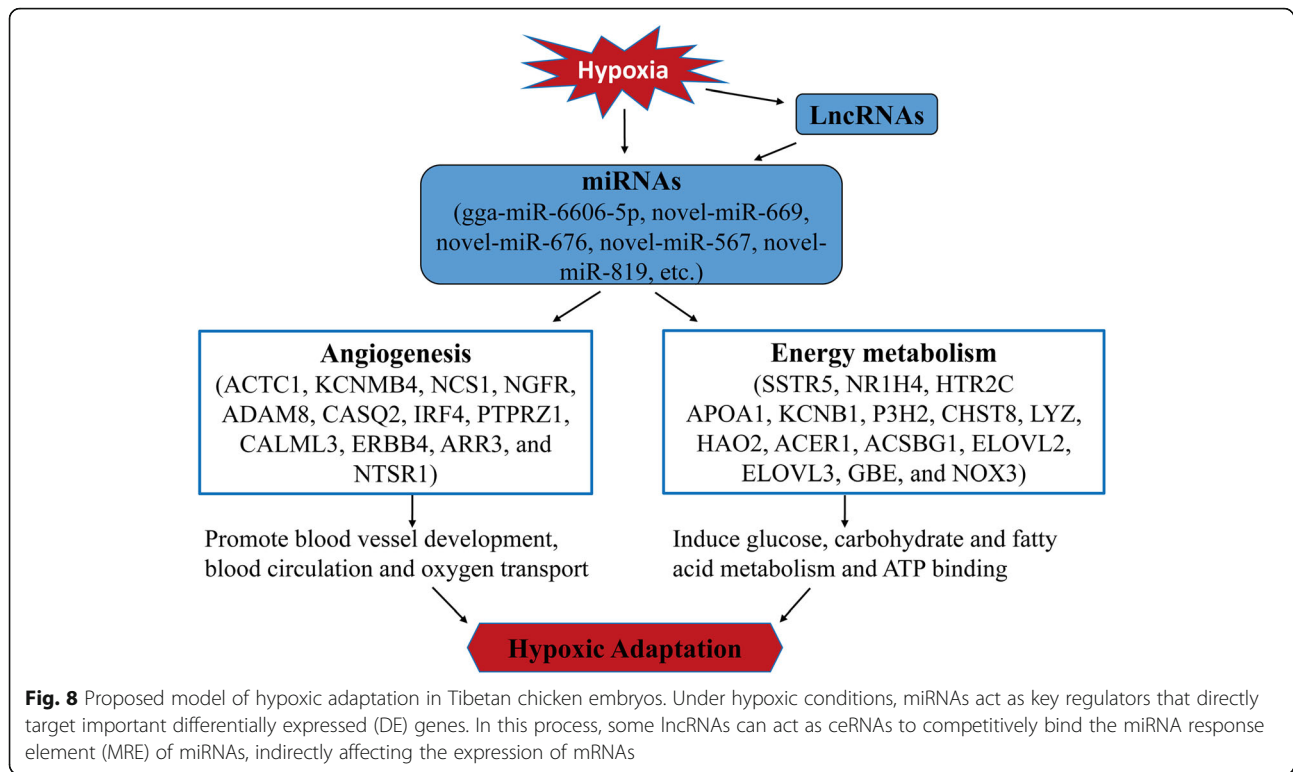 Hypoxia
LncRNAs
miRNAs
(gga-miR-6606-5p, novel-miR-669,
novel-miR-676, novel-miR-567, novel-
miR-819, etc.)
Angiogenesis
(ACTC1, KCNMB4, NCS1, NGFR,
ADAM8, CASQ2, IRF4, PTPRZ1,
CALML3, ERBB4, ARR3, and
NTSR1)
Energy metabolism
(SSTR5, NR1H4, HTR2C
APOA1, KCNB1, P3H2, CHST8, LYZ,
HAO2, ACER1, ACSBG1, ELOVL2,
ELOVL3, GBE, and NOX3)
Promote blood vessel development,
blood circulation and oxygen transport
Induce glucose, carbohydrate and fatty
acid metabolism and ATP binding
Hypoxic Adaptation
Fig. 8 Proposed model of hypoxic adaptation in Tibetan chicken embryos. Under hypoxic conditions, miRNAs act as key regulators that directly
target important differentially expressed (DE) genes. In this process, some lncRNAs can act as ceRNAs to competitively bind the miRNA response
element (MRE) of miRNAs, indirectly affecting the expression of mRNAs